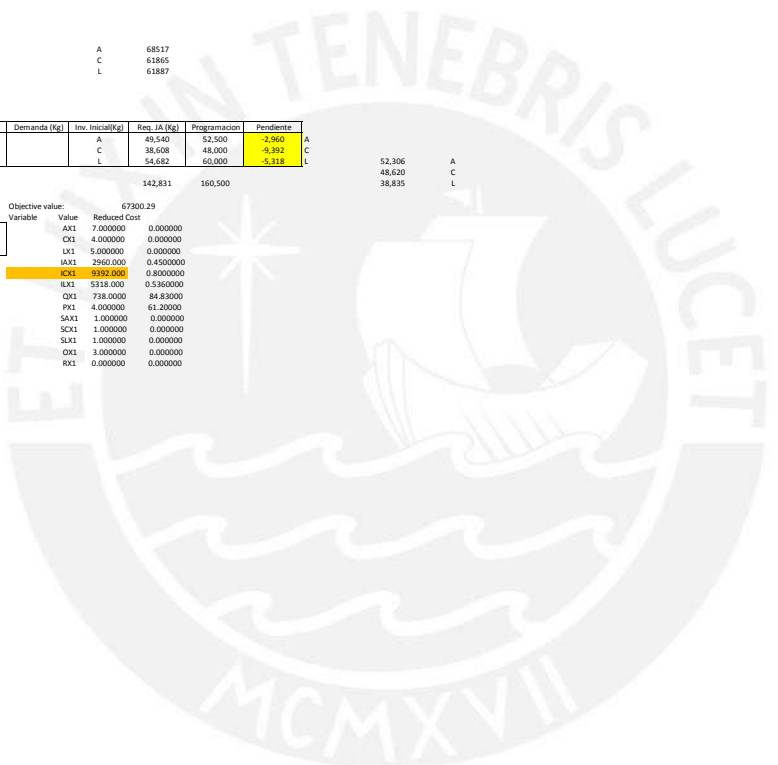 A 68517
C 61865
L 61887
Demanda (Kg) Inv. Inicial(Kg) Req. JA (Kg) Programacion Pendiente
A 49,540 52,500 -2,960 A
C 38,608 48,000 -9,392 C
L 54,682 60,000 -5,318 L 52,306 A
48,620 C
142,831 160,500 38,835 L
Objective value: 67300.29
Variable Value Reduced Cost
AX1 7.000000 0.000000
CX1 4.000000 0.000000
LX1 5.000000 0.000000
IAX1 2960.000 0.4500000
ICX1 9392.000 0.8000000
ILX1 5318.000 0.5360000
QX1 738.0000 84.83000
PX1 4.000000 61.20000
SAX1 1.000000 0.000000
SCX1 1.000000 0.000000
SLX1 1.000000 0.000000
OX1 3.000000 0.000000
RX1 0.000000 0.000000
ET LUX IN TENEBRIS LUCET
MCMXVII